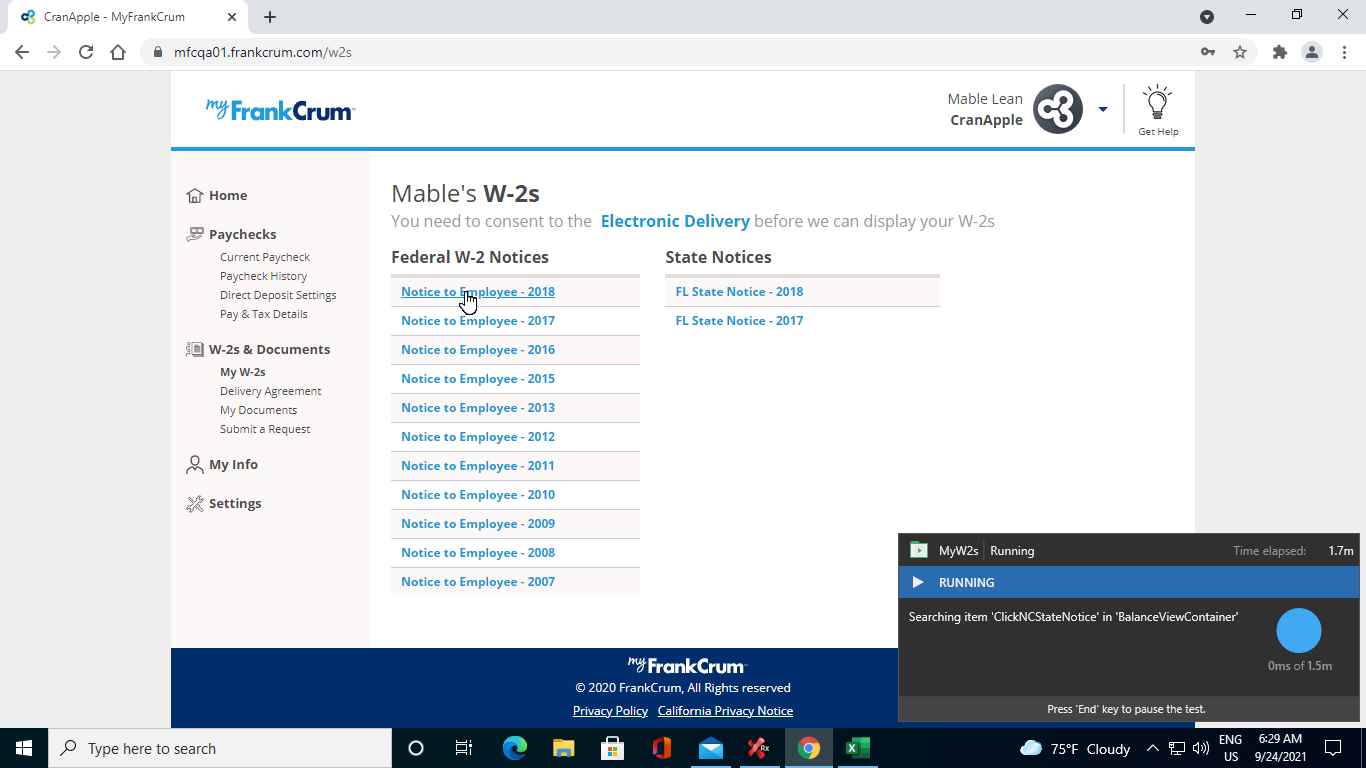 CranApple - MyFrankCrum
mfcqa01.frankcrum.com/w2s
myFrankCrum
Mable Lean
CranApple
Get Help
Home
Paychecks
Current Paycheck
Paycheck History
Direct Deposit Settings
Pay & Tax Details
W-2s & Documents
My W-2s
Delivery Agreement
My Documents
Submit a Request
My Info
Settings
Mable's W-2s
You need to consent to the Electronic Delivery before we can display your W-2s
Federal W-2 Notices
Notice to Employee - 2018
Notice to Employee - 2017
Notice to Employee - 2016
Notice to Employee - 2015
Notice to Employee - 2013
Notice to Employee - 2012
Notice to Employee - 2011
Notice to Employee - 2010
Notice to Employee - 2009
Notice to Employee - 2008
Notice to Employee - 2007
State Notices
FL State Notice - 2018
FL State Notice - 2017
MyW2s Running Time elapsed: 1.7m
RUNNING
Searching item 'ClickNCStateNotice' in 'BalanceViewContainer'
0ms of 1.5m
Press 'End' key to pause the test.
myFrankCrum
© 2020 FrankCrum, All Rights reserved
Privacy Policy California Privacy Notice
Type here to search
Rx
75°F Cloudy
ENG
US
6:29 AM
9/24/2021